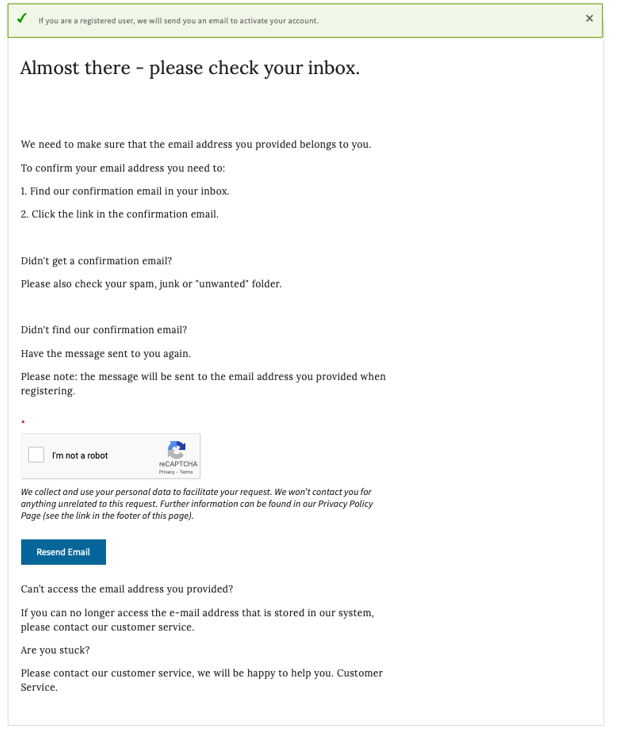 If you are a registered user, we will send you an email to activate your account.
Almost there - please check your inbox.
We need to make sure that the email address you provided belongs to you.
To confirm your email address you need to:
1. Find our confirmation email in your inbox.
2. Click the link in the confirmation email.
Didn't get a confirmation email?
Please also check your spam, junk or "unwanted" folder.
Didn't find our confirmation email?
Have the message sent to you again.
Please note: the message will be sent to the email address you provided when
registering.
*
I'm not a robot
reCAPTCHA
Privacy - Terms
We collect and use your personal data to facilitate your request. We won't contact you for
anything unrelated to this request. Further information can be found in our Privacy Policy
Page (see the link in the footer of this page).
Resend Email
Can't access the email address you provided?
If you can no longer access the e-mail address that is stored in our system,
please contact our customer service.
Are you stuck?
Please contact our customer service, we will be happy to help you. Customer
Service.